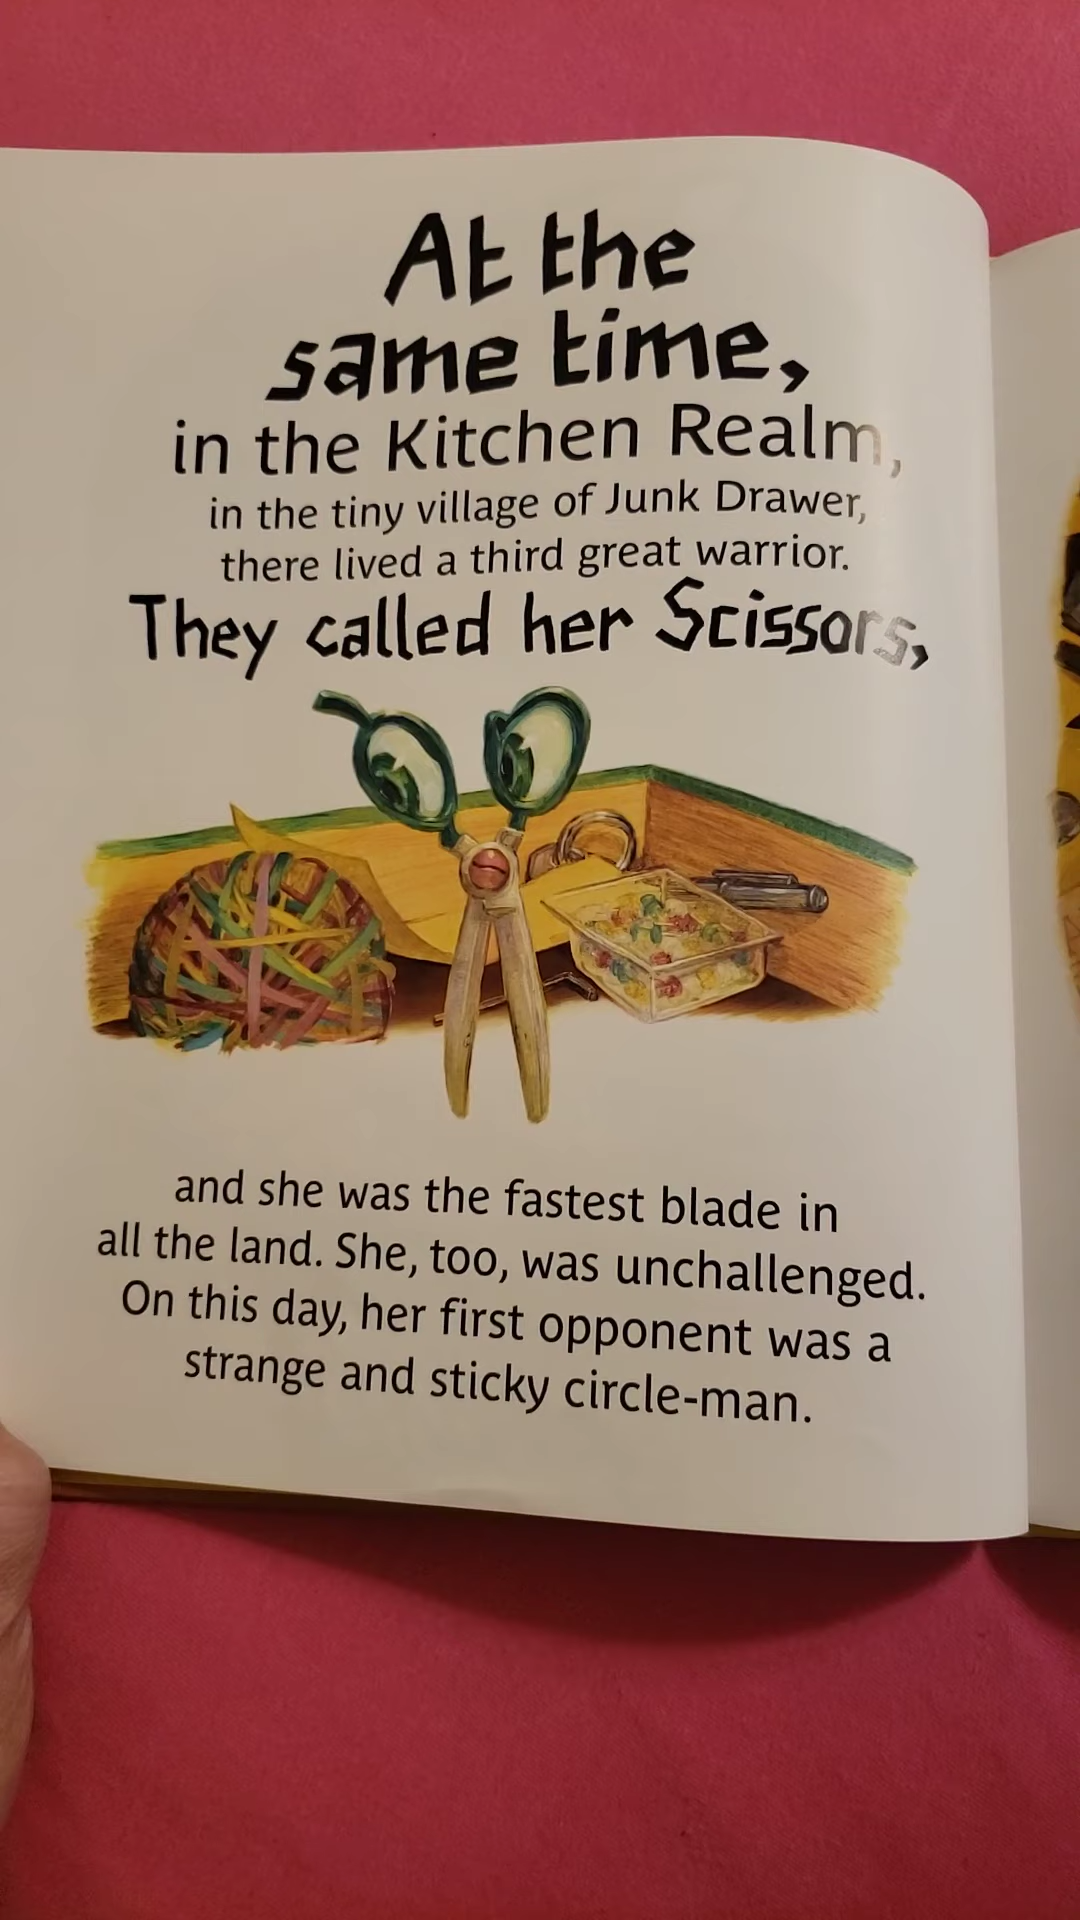 At the
same time,
in the Kitchen Realm,
in the tiny village of Junk Drawer,
there lived a third great warrior.
They called her Scissors,
and she was the fastest blade in
all the land. She, too, was unchallenged.
On this day, her first opponent was a
strange and sticky circle-man.